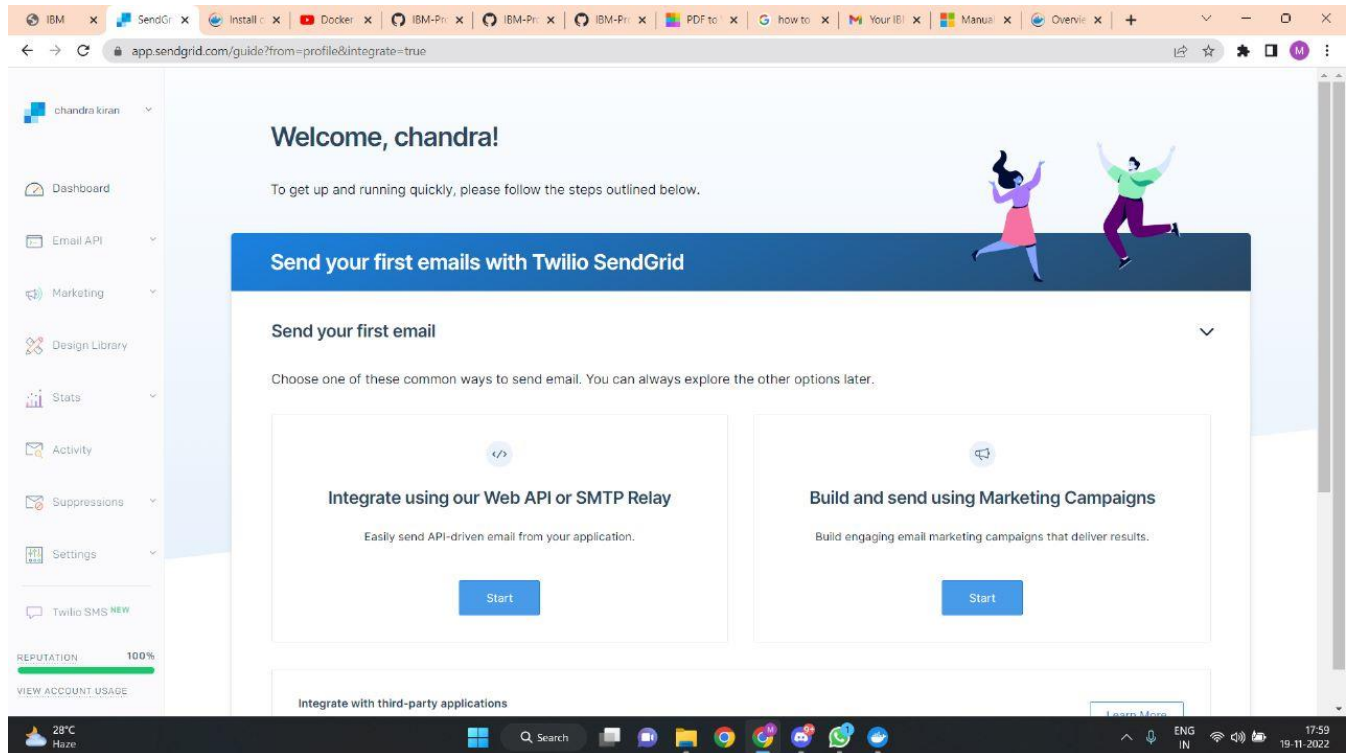 IBM
SendGr
Install c
Docker
IBM-Pro
IBM-Pro
IBM-Pro
PDF to
how to
Your IBM
Manual
Overvie
app.sendgrid.com/guide?from=profile&integrate=true
M
chandra kiran
Dashboard
Email API
Marketing
Design Library
Stats
Activity
Suppressions
Settings
Twilio SMS NEW
REPUTATION 100%
VIEW ACCOUNT USAGE
Welcome, chandra!
To get up and running quickly, please follow the steps outlined below.
Send your first emails with Twilio SendGrid
Send your first email
Choose one of these common ways to send email. You can always explore the other options later.
</>
Integrate using our Web API or SMTP Relay
Easily send API-driven email from your application.
Start
Build and send using Marketing Campaigns
Build engaging email marketing campaigns that deliver results.
Start
Integrate with third-party applications
Learn More
28°C
Haze
Search
ENG
IN
17:59
19-11-2022